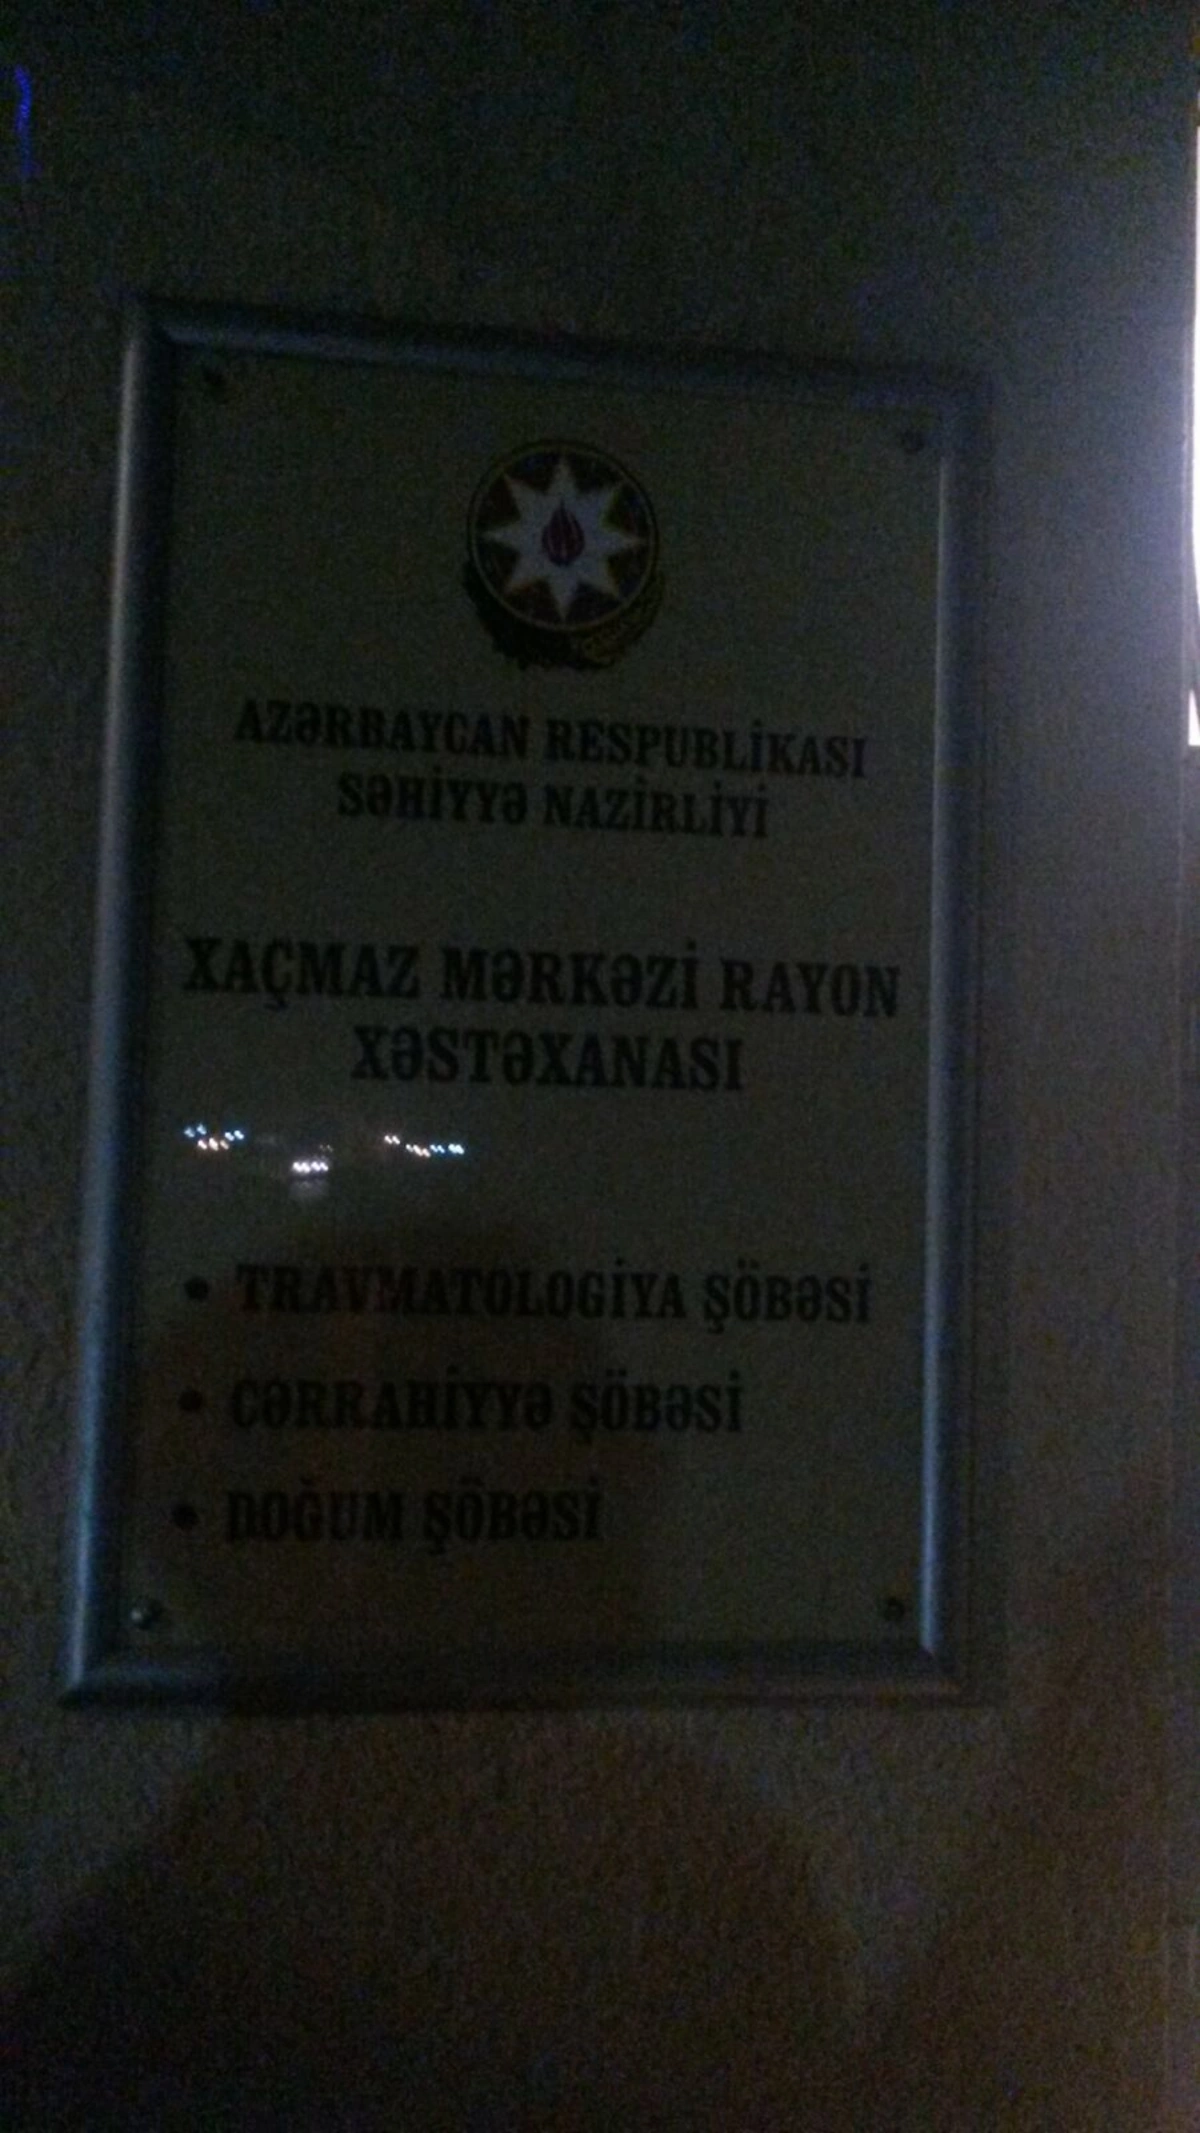 AZƏRBAYCAN RESPUBLİKASI
SƏHİYYƏ NAZİRLİYİ
XAÇMAZ MƏRKƏZİ RAYON
XƏSTƏXANASI
• TRAVMATOLOGİYA ŞÖBƏSİ
• CƏRRAHİYYƏ ŞÖBƏSİ
• DOĞUM ŞÖBƏSİ